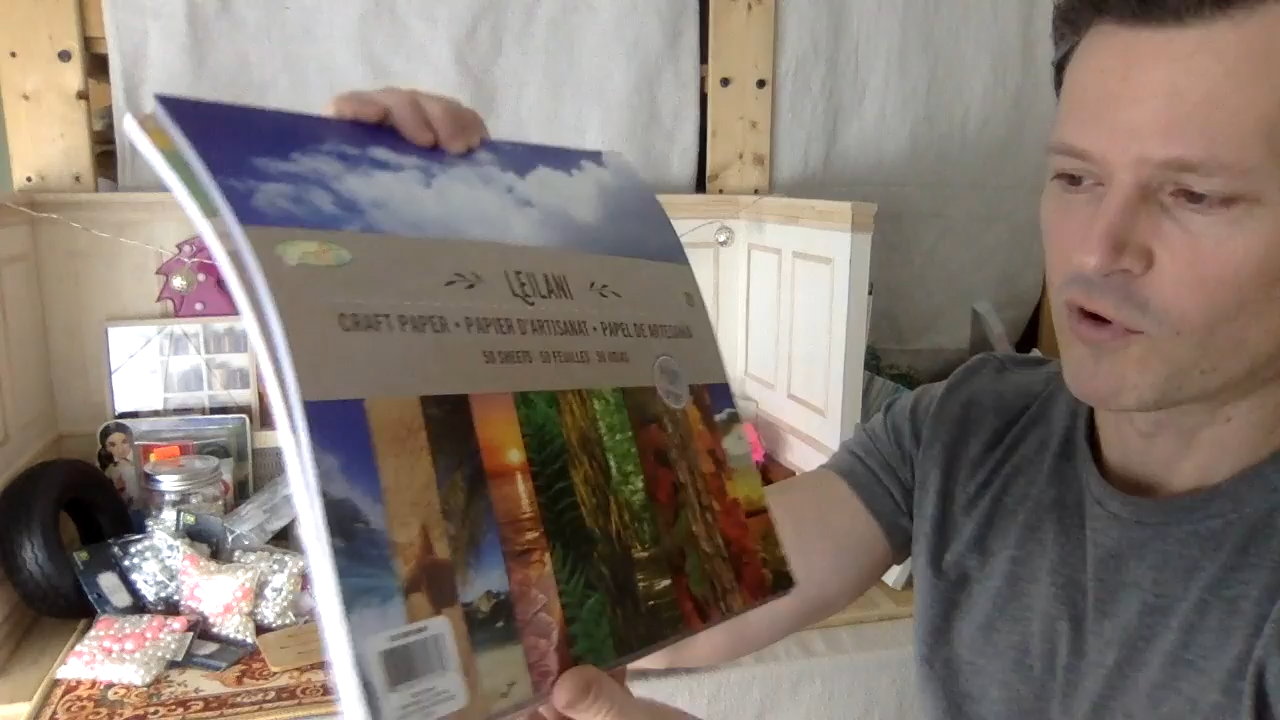 LEILANI
CRAFT PAPER • PAPIER D'ARTISANAT • PAPEL DE ARTESANIA
50 SHEETS 50 FEUILLES 50 HOJAS